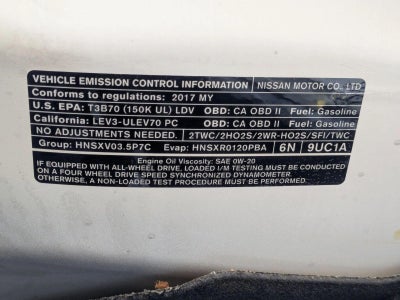 VEHICLE EMISSION CONTROL INFORMATION NISSAN MOTOR CO., LTD
Conforms to regulations: 2017 MY
U.S. EPA: T3B70 (150K UL) LDV OBD: CA OBD II Fuel: Gasoline
California: LEV3-ULEV70 PC OBD: CA OBD II Fuel: Gasoline
NO ADJUSTMENTS NEEDED. 2TWC/2HO2S/2WR-HO2S/SFI/TWC
Group: HNSXV03.5P7C Evap: HNSXR0120PBA 6N 9UC1A
Engine Oil Viscosity: SAE 0W-20
IF EQUIPPED WITH ALL-WHEEL DRIVE, LOADED I/M TESTING MUST BE CONDUCTED
ON A FOUR WHEEL DRIVE SPEED SYNCHRONIZED DYNAMOMETER.
OTHERWISE, A NON-LOADED TEST PROCEDURE MUST BE PERFORMED.